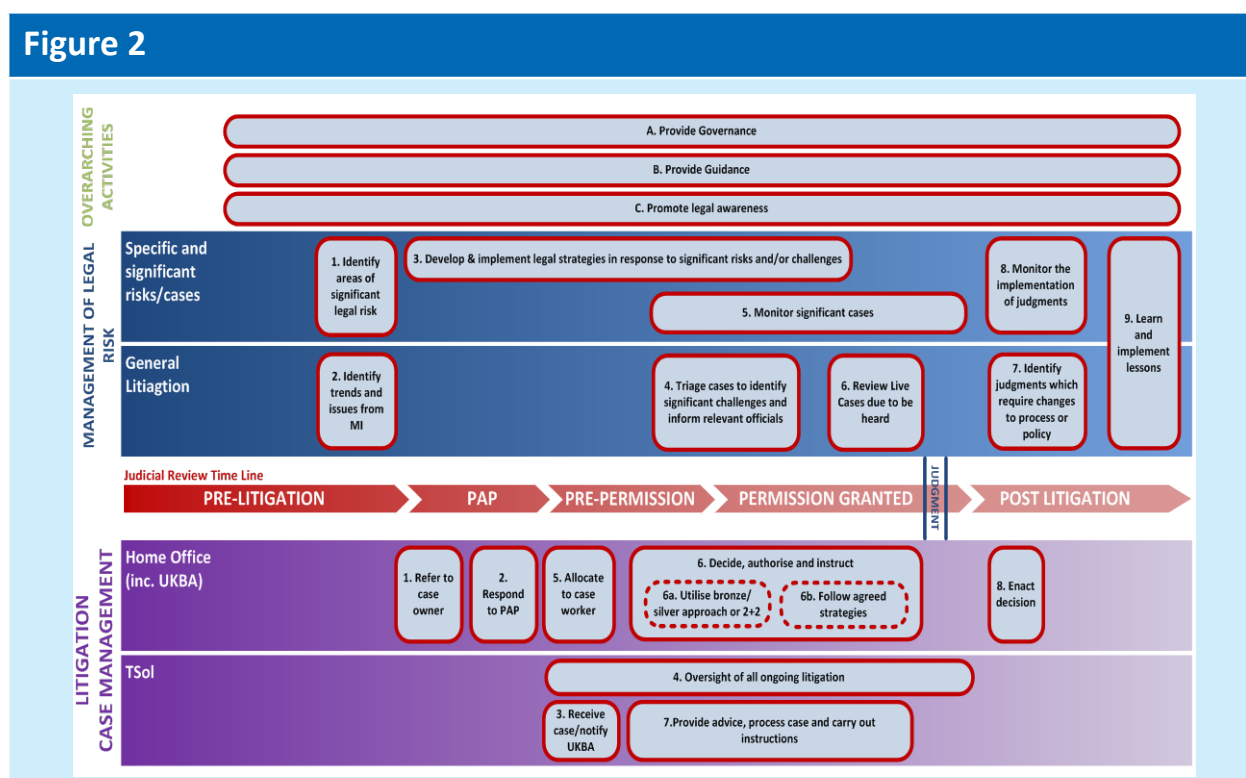 Figure 2
OVERARCHING
ACTIVITIES
A. Provide Governance
B. Provide Guidance
C. Promote legal awareness
MANAGEMENT OF LEGAL
RISK
Specific and
significant
risks/cases
1. Identify
areas of
significant
legal risk
3. Develop & implement legal strategies in response to significant risks and/or challenges
5. Monitor significant cases
8. Monitor the
implementation
of judgments
9. Learn
and
implement
lessons
General
Litiagtion
2. Identify
trends and
issues from
MI
4. Triage cases to identify
significant challenges and
inform relevant officials
6. Review Live
Cases due to be
heard
7. Identify
judgments which
require changes
to process or
policy
Judicial Review Time Line
PRE-LITIGATION
PAP
PRE-PERMISSION
PERMISSION GRANTED
JUDGMENT
POST LITIGATION
LITIGATION
CASE MANAGEMENT
Home Office
(inc. UKBA)
1. Refer to
case
owner
2.
Respond
to PAP
5. Allocate
to case
worker
6. Decide, authorise and instruct
6a. Utilise bronze/
silver approach or 2+2
6b. Follow agreed
strategies
8. Enact
decision
TSol
4. Oversight of all ongoing litigation
3. Receive
case/notify
UKBA
7.Provide advice, process case and carry out
instructions